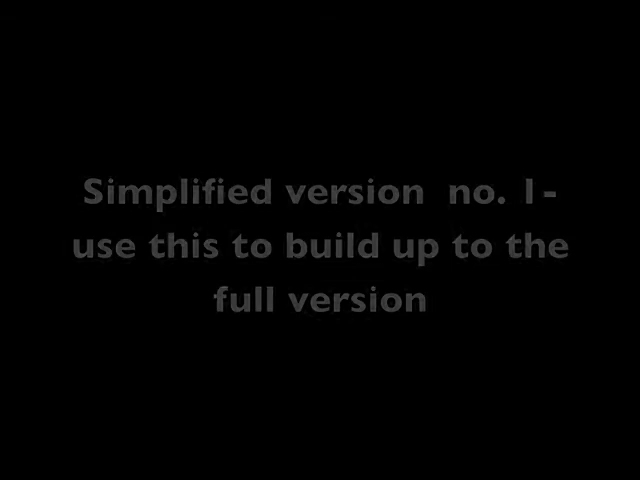 Simplified version  no. 1-
use this to build up to the
full version